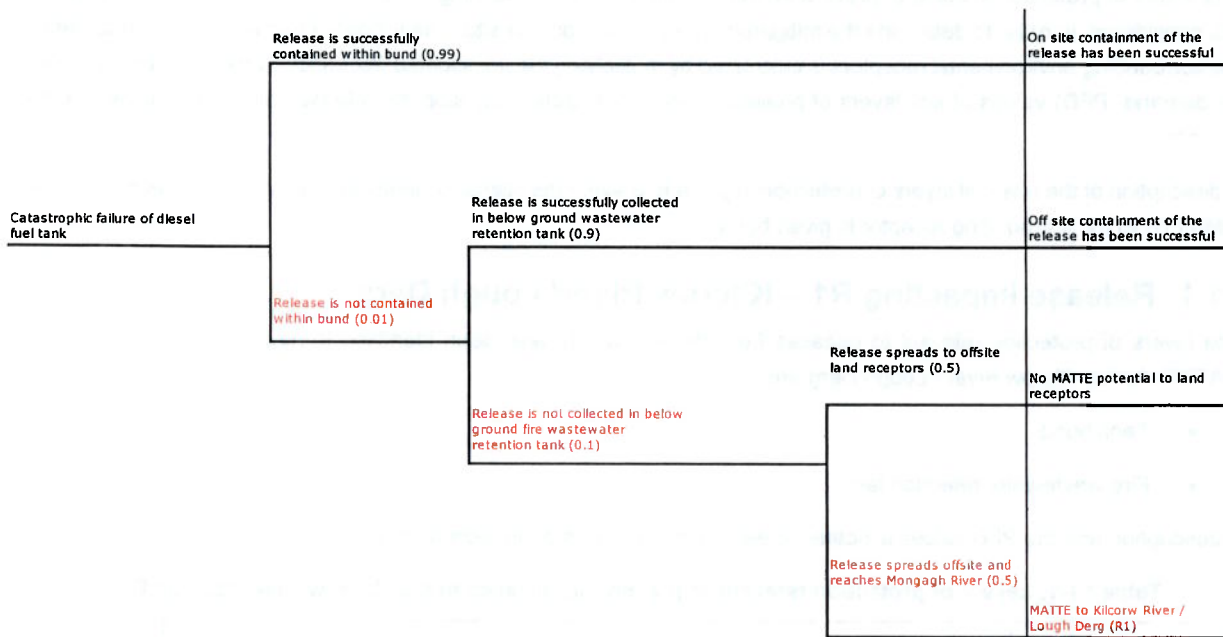 Release is successfully
contained within bund (0.99)
On site containment of the
release has been successful
Catastrophic failure of diesel
fuel tank
Release is successfully collected
in below ground wastewater
retention tank (0.9)
Off site containment of the
release has been successful
Release is not contained
within bund (0.01)
Release spreads to offsite
land receptors (0.5)
No MATTE potential to land
receptors
Release is not collected in below
ground fire wastewater
retention tank (0.1)
Release spreads offsite and
reaches Mongagh River (0.5)
MATTE to Kilcorw River /
Lough Derg (R1)